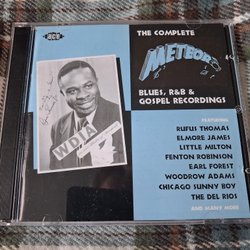 ACE
THE COMPLETE
METEOR
BLUES, R&B &
GOSPEL RECORDINGS
WDIA
FEATURING
RUFUS THOMAS
ELMORE JAMES
LITTLE MILTON
FENTON ROBINSON
EARL FOREST
WOODROW ADAMS
CHICAGO SUNNY BOY
THE DEL RIOS
AND MANY MORE